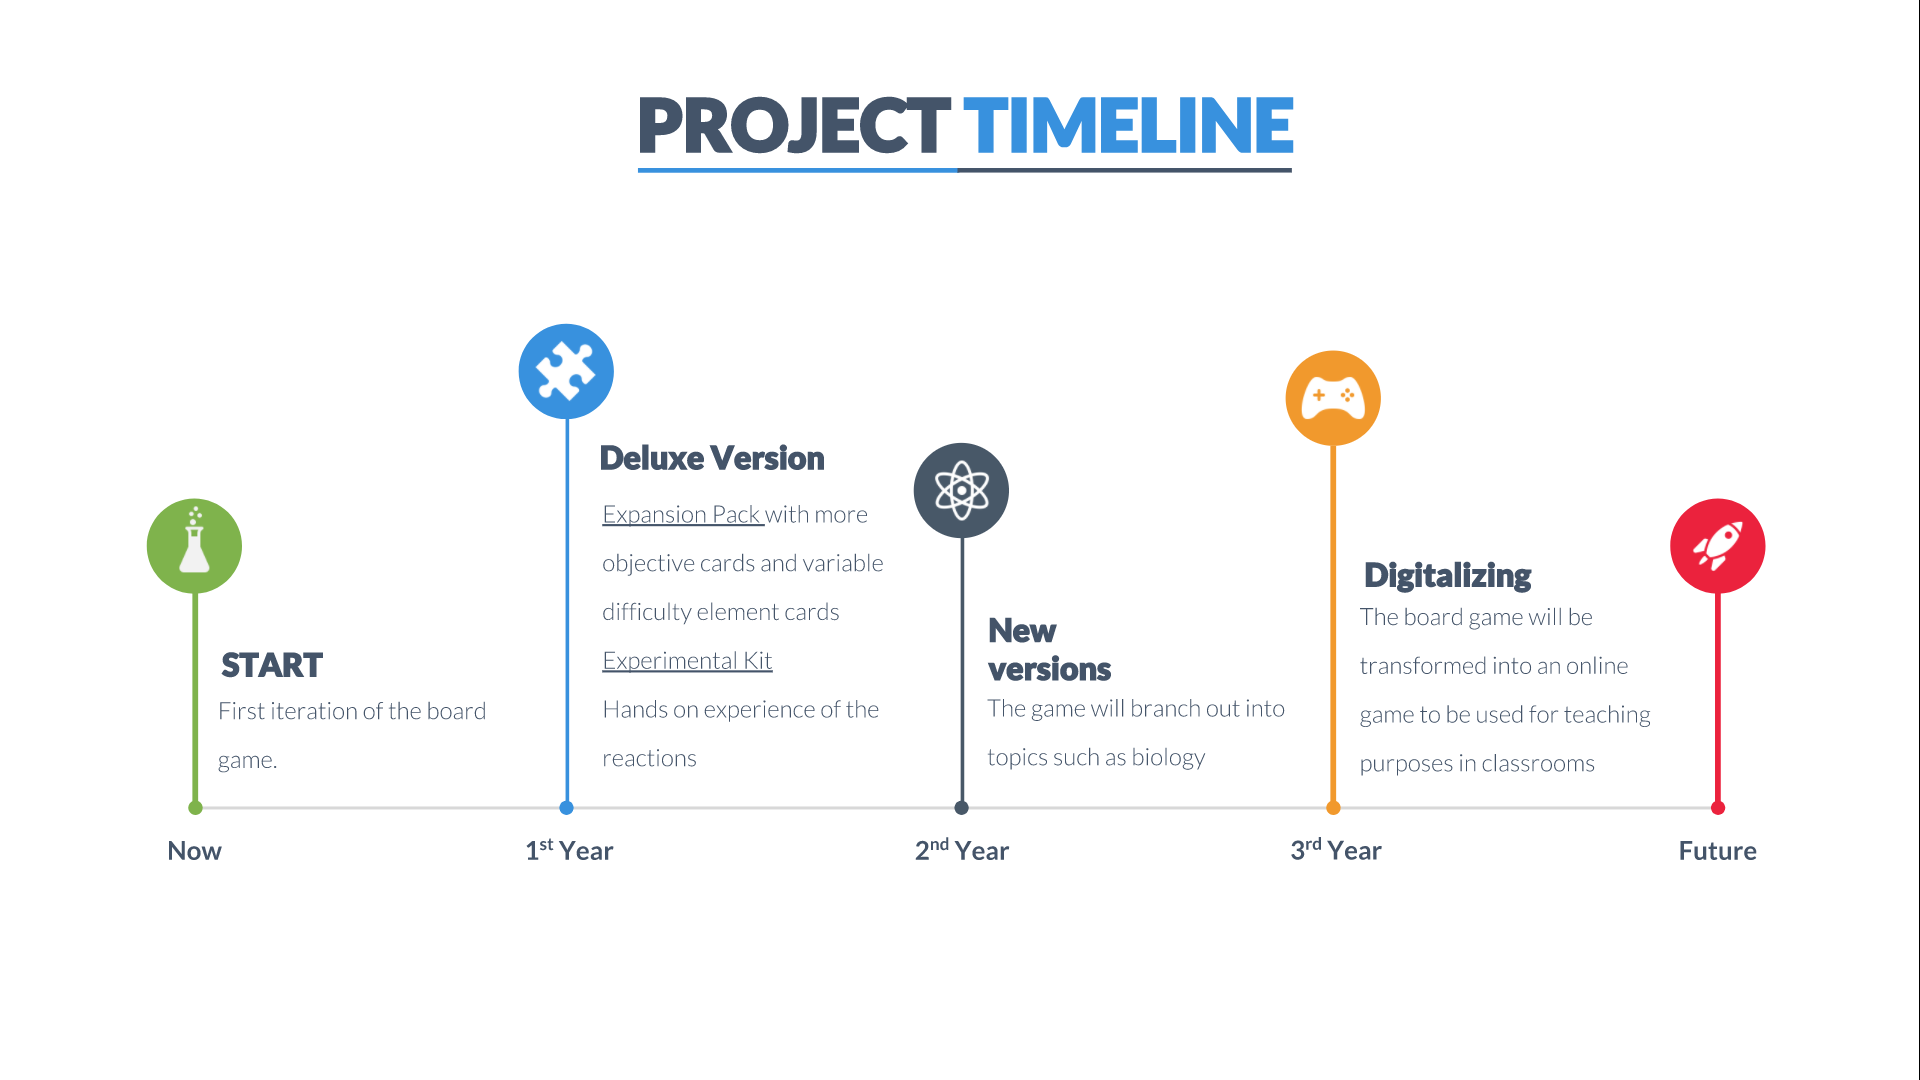 PROJECT TIMELINE
START
First iteration of the board
game.
Deluxe Version
Expansion Pack with more
objective cards and variable
difficulty element cards
Experimental Kit
Hands on experience of the
reactions
New
versions
The game will branch out into
topics such as biology
Digitalizing
The board game will be
transformed into an online
game to be used for teaching
purposes in classrooms
Now
1st Year
2nd Year
3rd Year
Future